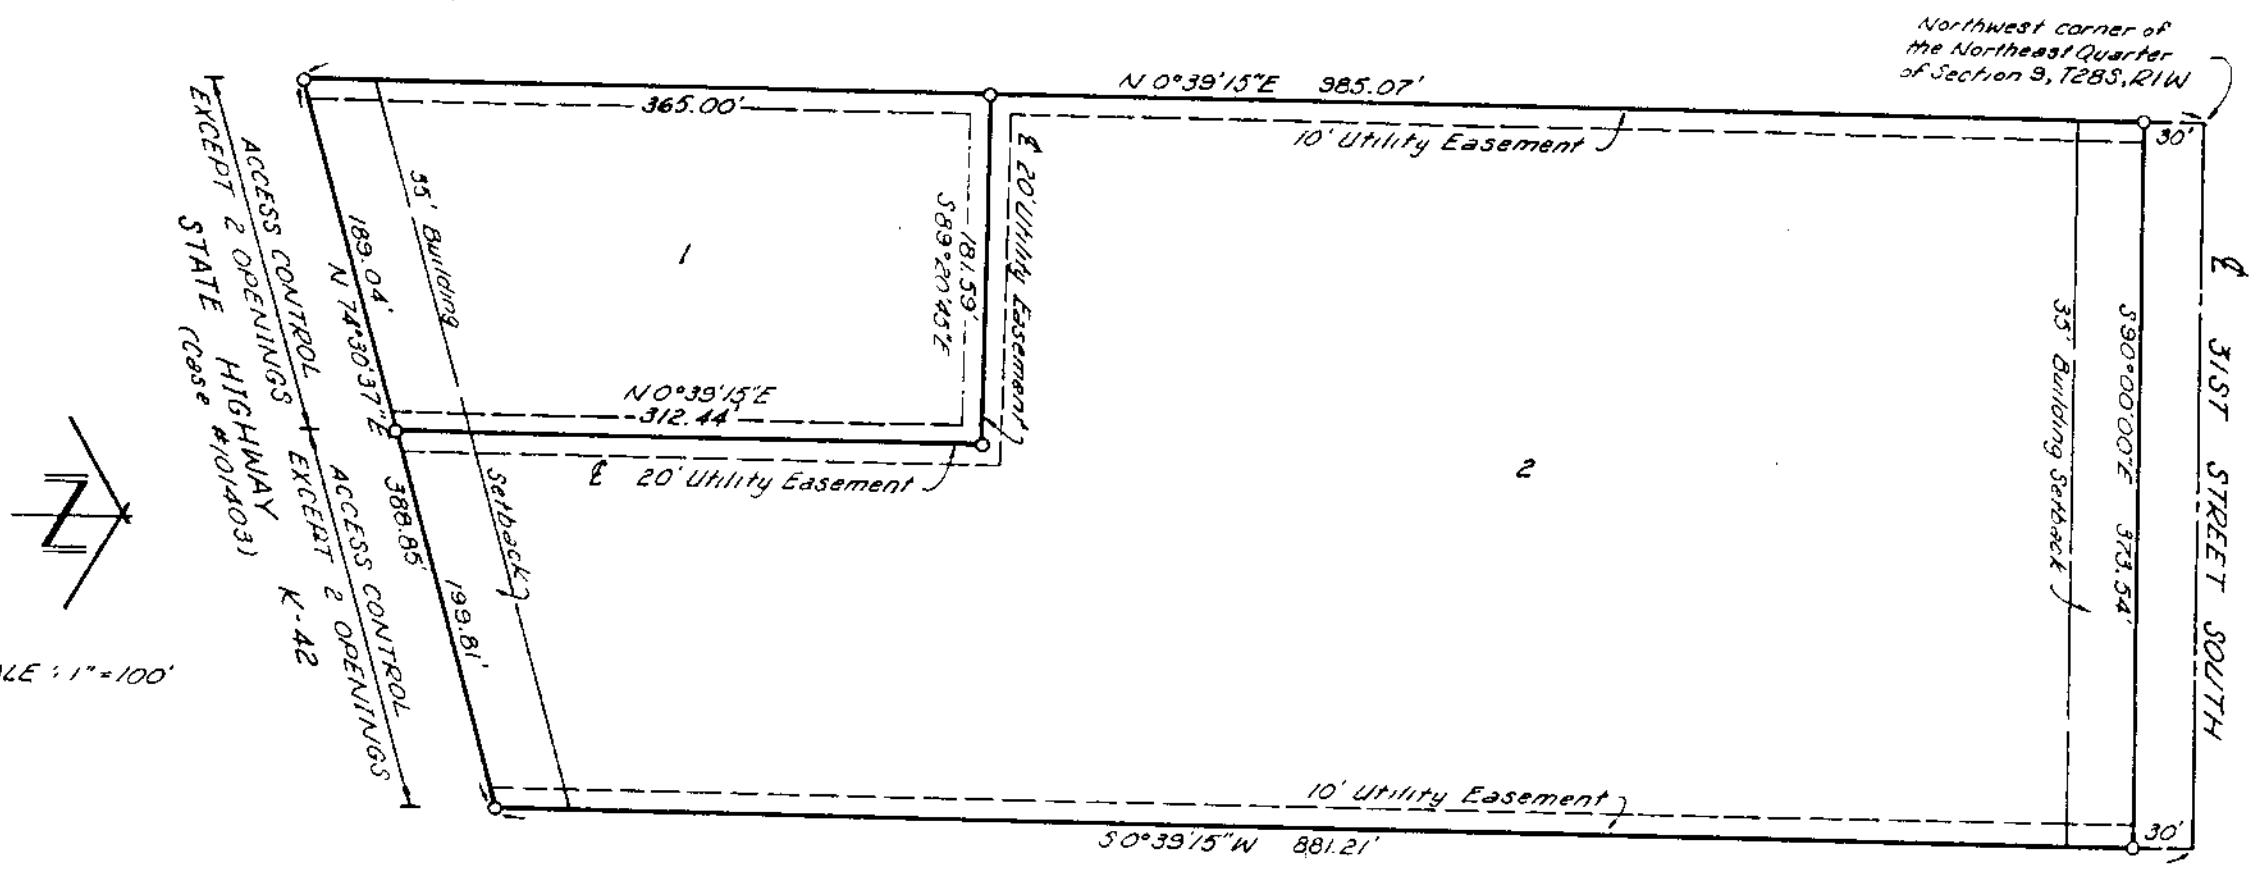 Northwest corner of
the Northeast Quarter
of Section 9, T28S, R1W
N 0°39'15"E 985.07'
365.00'
10' Utility Easement
30'
ACCESS CONTROL
EXCEPT 2 OPENINGS
STATE HIGHWAY K-42
(Case #101403)
189.04'
N 74°30'37"E
388.85'
199.81'
35' Building Setback
1
181.59'
S89°20'45"E
℄ 20' Utility Easement
N 0°39'15"E
312.44'
℄ 20' Utility Easement
2
35' Building Setback
S90°00'00"E 373.54'
℄ 31ST STREET SOUTH
ACCESS CONTROL
EXCEPT 2 OPENINGS
N
LE : 1"=100'
10' Utility Easement
30'
S 0°39'15"W 881.21'